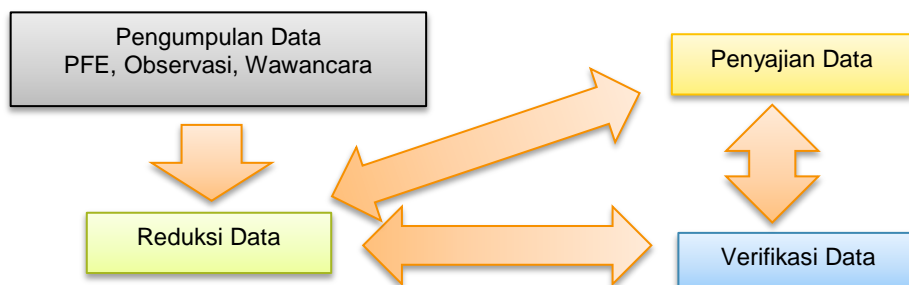 Pengumpulan Data
PFE, Observasi, Wawancara
Penyajian Data
Reduksi Data
Verifikasi Data